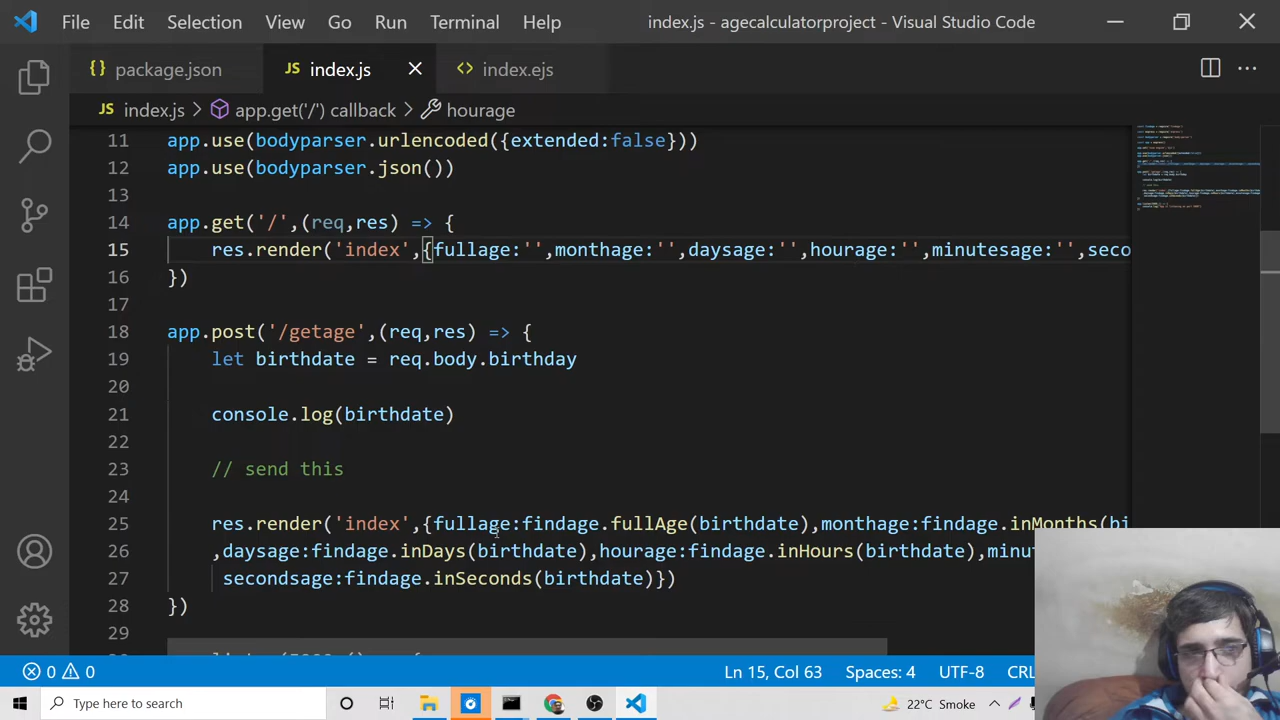 File Edit Selection View Go Run Terminal Help index.js - agecalculatorproject - Visual Studio Code
{} package.json JS index.js <> index.ejs
JS index.js > app.get('/') callback > hourage
11 app.use(bodyparser.urlencoded({extended:false}))
12 app.use(bodyparser.json())
13
14 app.get('/',(req,res) => {
15 res.render('index',{fullage:'',monthage:'',daysage:'',hourage:'',minutesage:'',seco
16 })
17
18 app.post('/getage',(req,res) => {
19 let birthdate = req.body.birthday
20
21 console.log(birthdate)
22
23 // send this
24
25 res.render('index',{fullage:findage.fullAge(birthdate),monthage:findage.inMonths(bi
26 ,daysage:findage.inDays(birthdate),hourage:findage.inHours(birthdate),minut
27 secondsage:findage.inSeconds(birthdate)})
28 })
29
0 0 Ln 15, Col 63 Spaces: 4 UTF-8 CRL
Type here to search 22°C Smoke